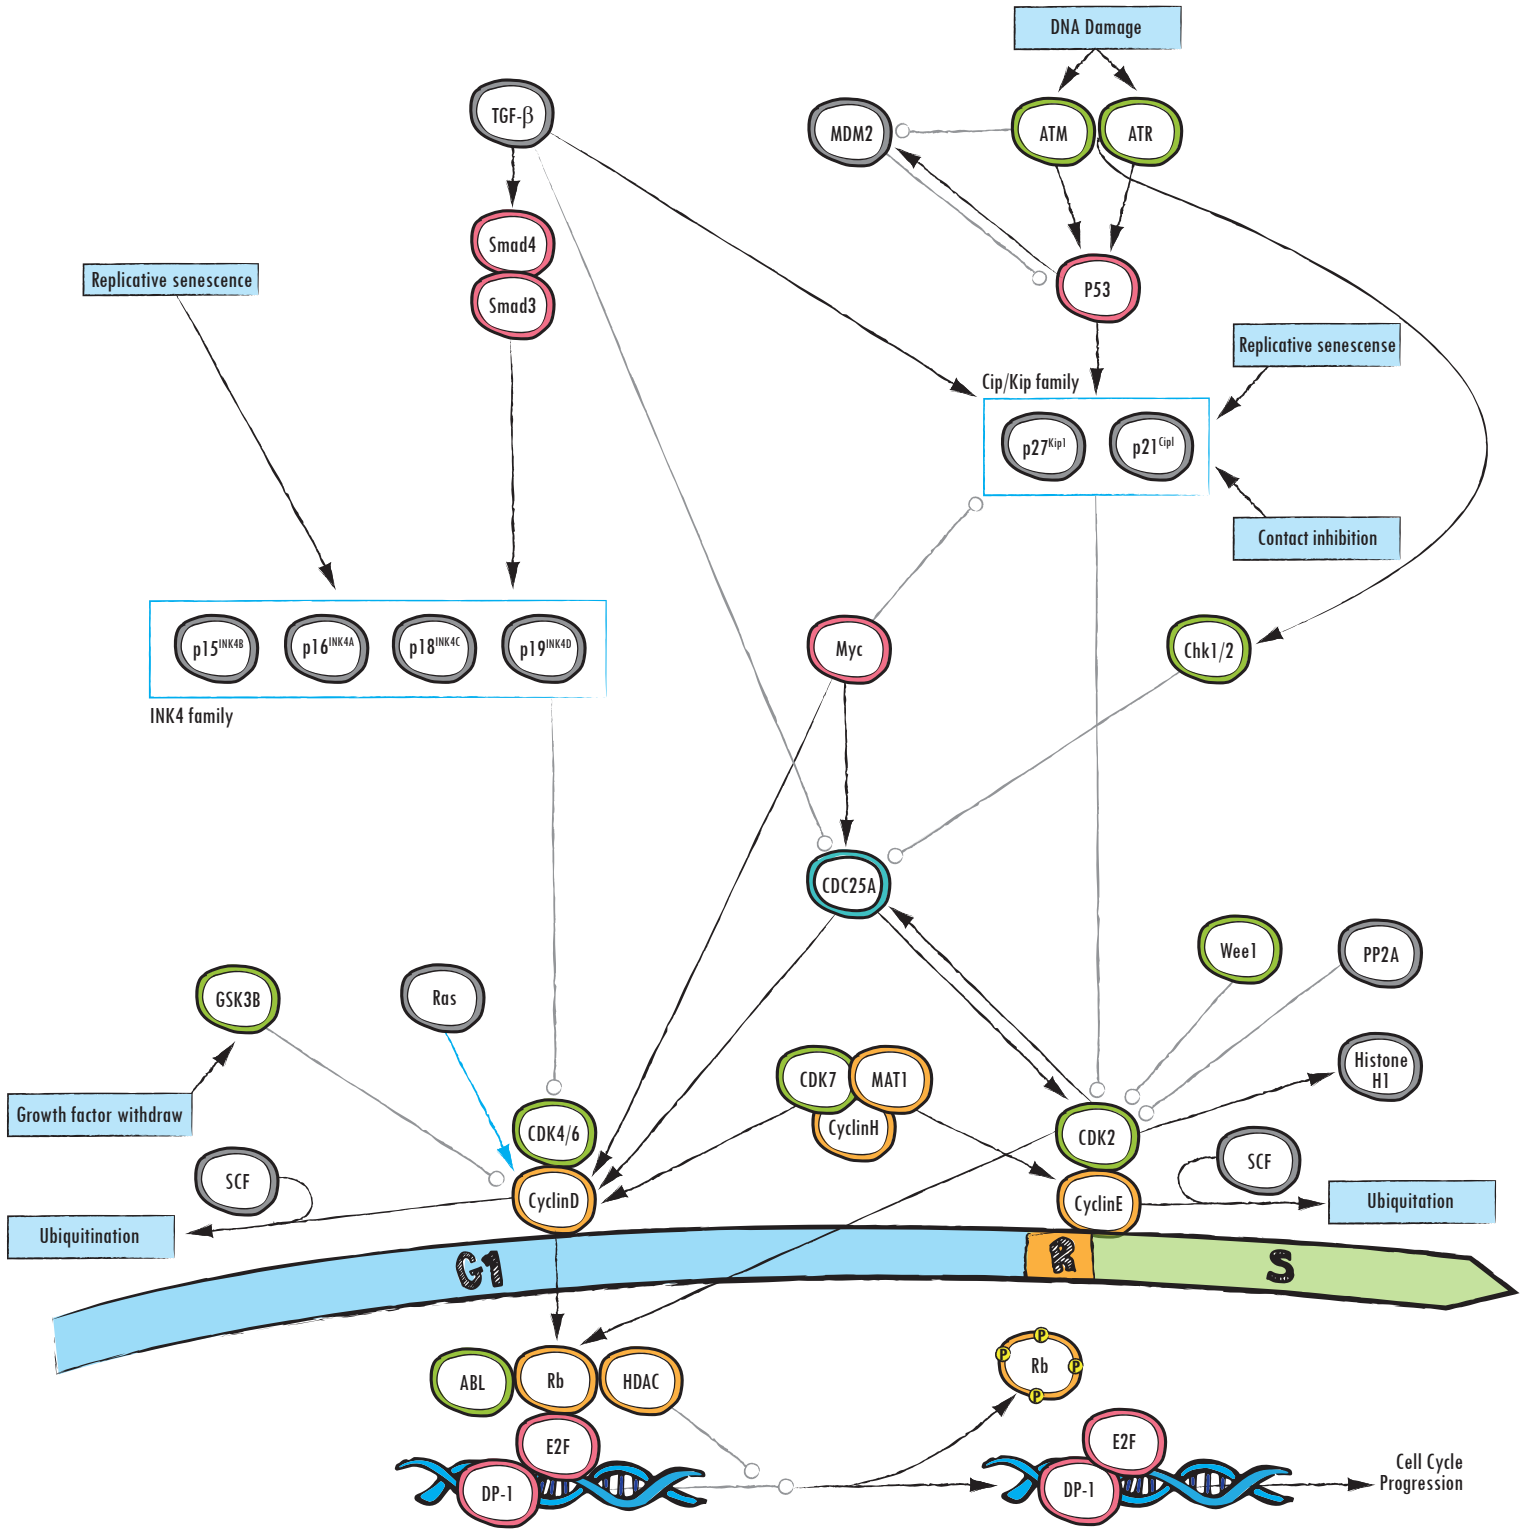 DNA Damage
TGF-β
MDM2
ATM
ATR
Smad4
Smad3
Replicative senescence
P53
Replicative senescense
Cip/Kip family
p27Kip1
p21CipI
Contact inhibition
p15INK4B
p16INK4A
p18INK4C
p19INK4D
INK4 family
Myc
Chk1/2
CDC25A
Wee1
PP2A
GSK3B
Ras
Histone
H1
CDK7
MAT1
CyclinH
Growth factor withdraw
CDK4/6
CDK2
SCF
SCF
CyclinD
CyclinE
Ubiquitination
Ubiquitation
G1
R
S
ABL
Rb
HDAC
P
P
Rb
P
P
E2F
DP-1
E2F
DP-1
Cell Cycle
Progression